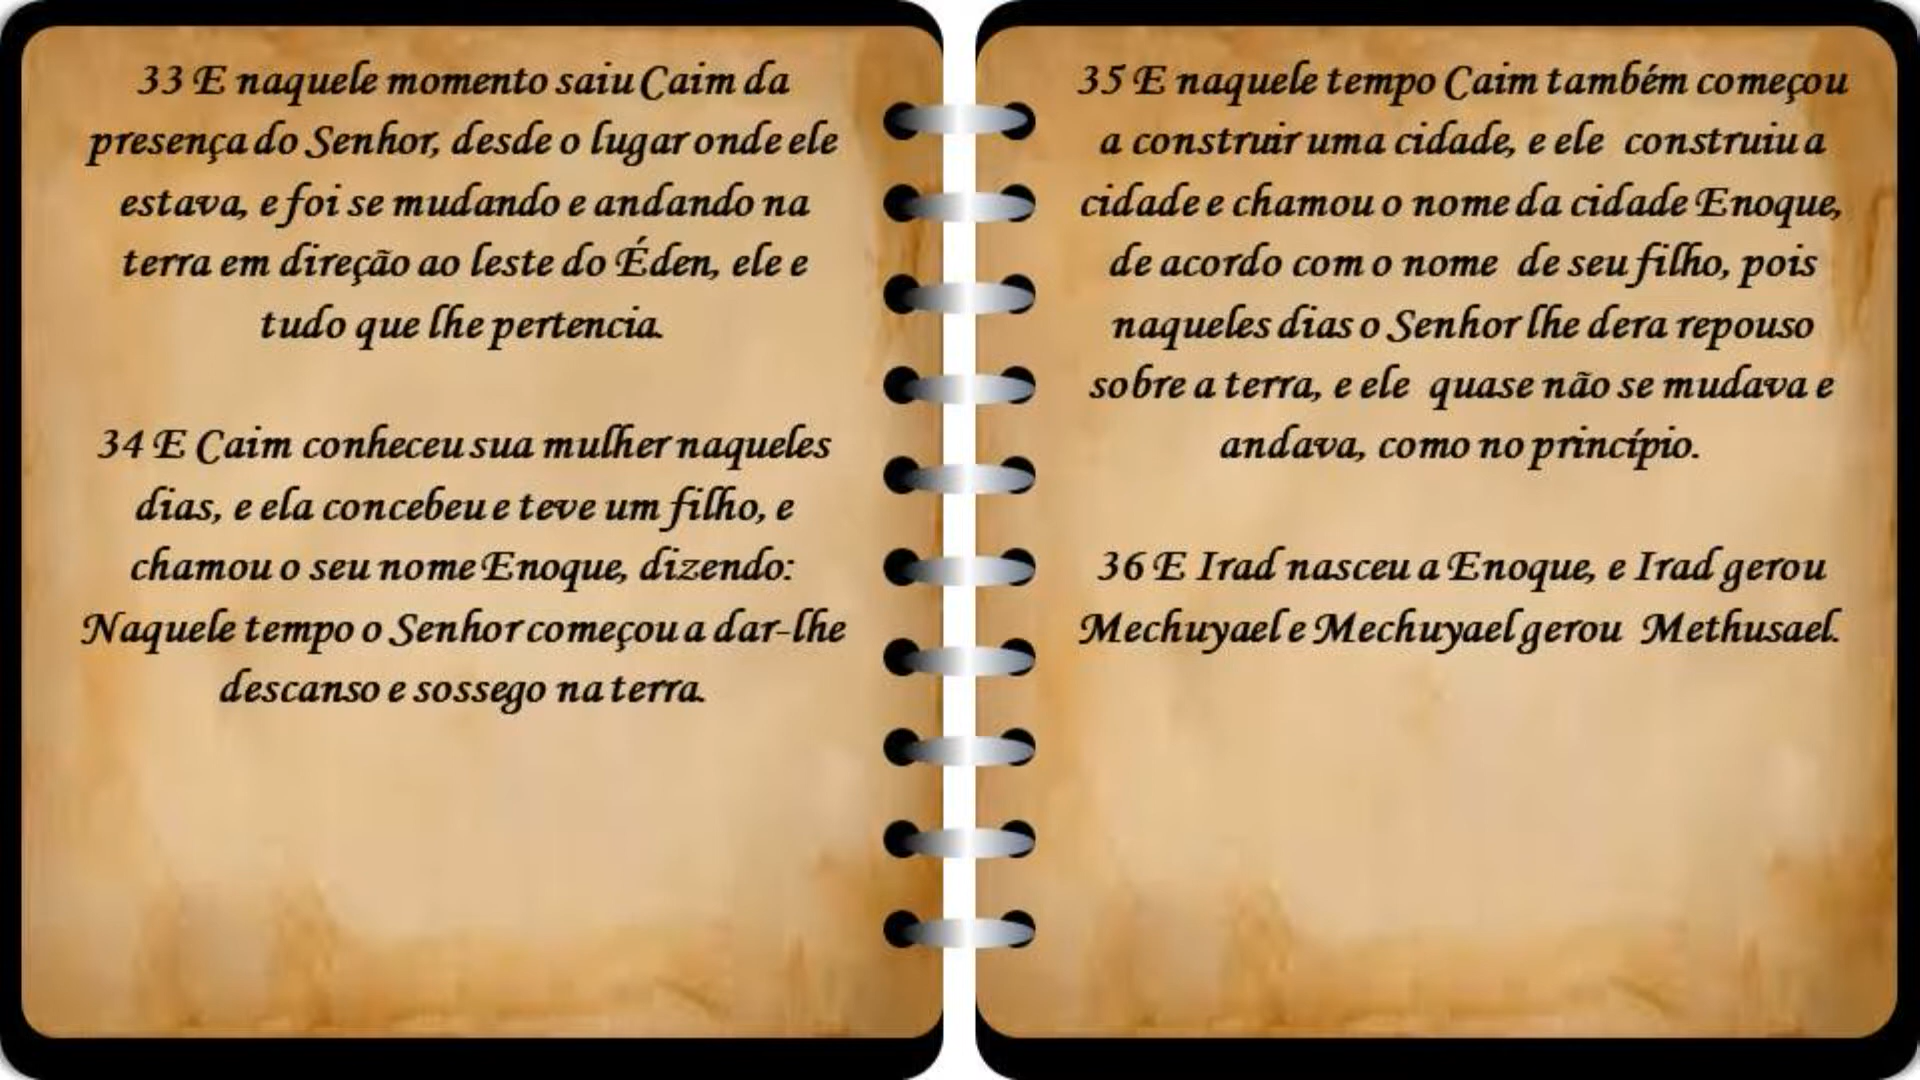 33 E naquele momento saiu Caim da
presença do Senhor, desde o lugar onde ele
estava, e foi se mudando e andando na
terra em direção ao leste do Éden, ele e
tudo que lhe pertencia.
34 E Caim conheceu sua mulher naqueles
dias, e ela concebeu e teve um filho, e
chamou o seu nome Enoque, dizendo:
Naquele tempo o Senhor começou a dar-lhe
descanso e sossego na terra.
35 E naquele tempo Caim também começou
a construir uma cidade, e ele construiu a
cidade e chamou o nome da cidade Enoque,
de acordo com o nome de seu filho, pois
naqueles dias o Senhor lhe dera repouso
sobre a terra, e ele quase não se mudava e
andava, como no princípio.
36 E Irad nasceu a Enoque, e Irad gerou
Mechuyael e Mechuyael gerou Methusael.